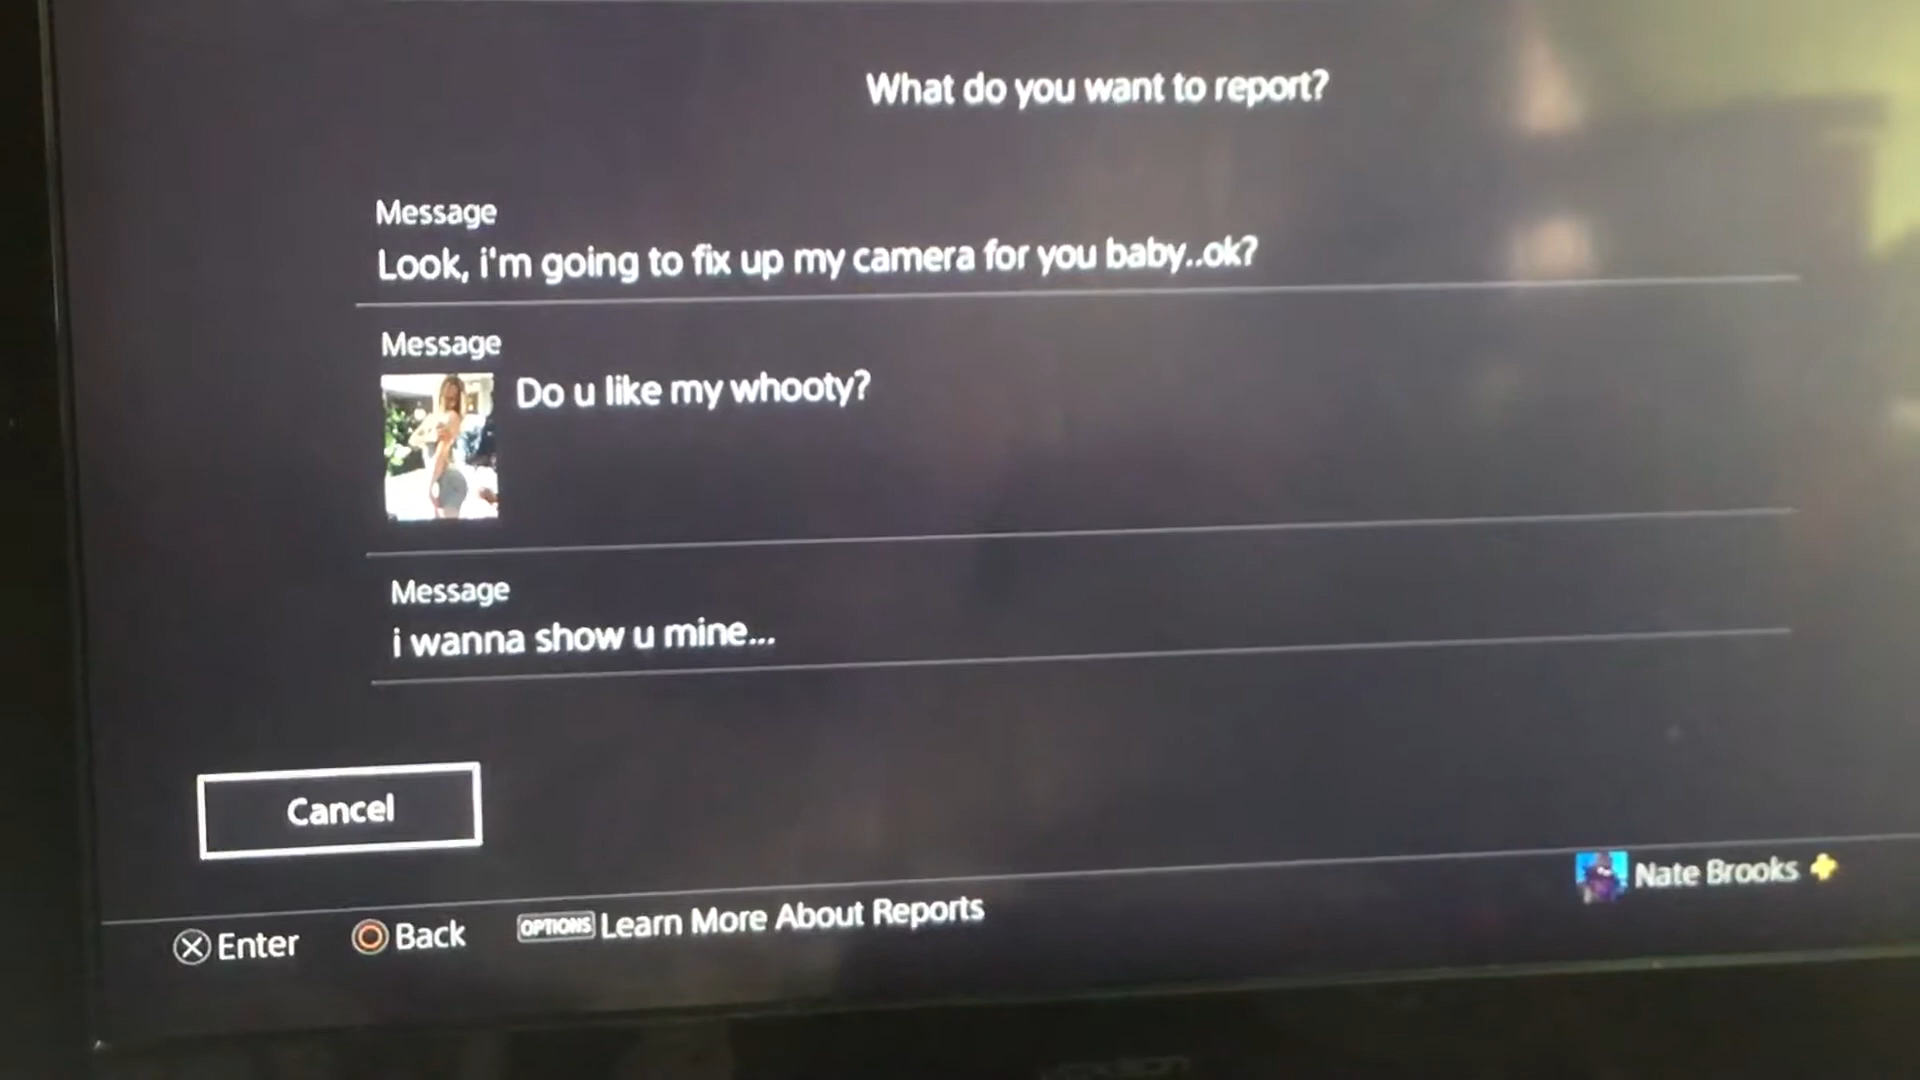 What do you want to report?
Message
Look, i'm going to fix up my camera for you baby..ok?
Message
Do u like my whooty?
Message
i wanna show u mine...
Cancel
Nate Brooks
Enter
Back
OPTIONS Learn More About Reports